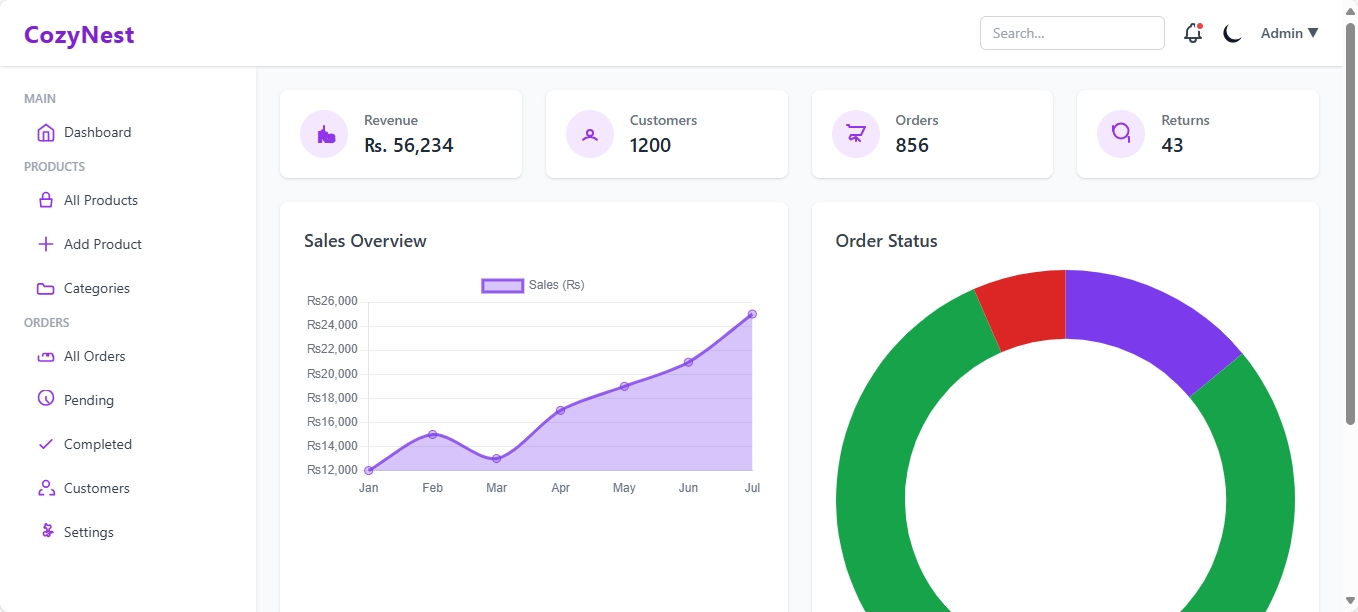 CozyNest
Search...
Admin ▼
MAIN
Dashboard
PRODUCTS
All Products
Add Product
Categories
ORDERS
All Orders
Pending
Completed
Customers
Settings
Revenue
Rs. 56,234
Customers
1200
Orders
856
Returns
43
Sales Overview
Sales (Rs)
Rs26,000
Rs24,000
Rs22,000
Rs20,000
Rs18,000
Rs16,000
Rs14,000
Rs12,000
Jan Feb Mar Apr May Jun Jul
Order Status